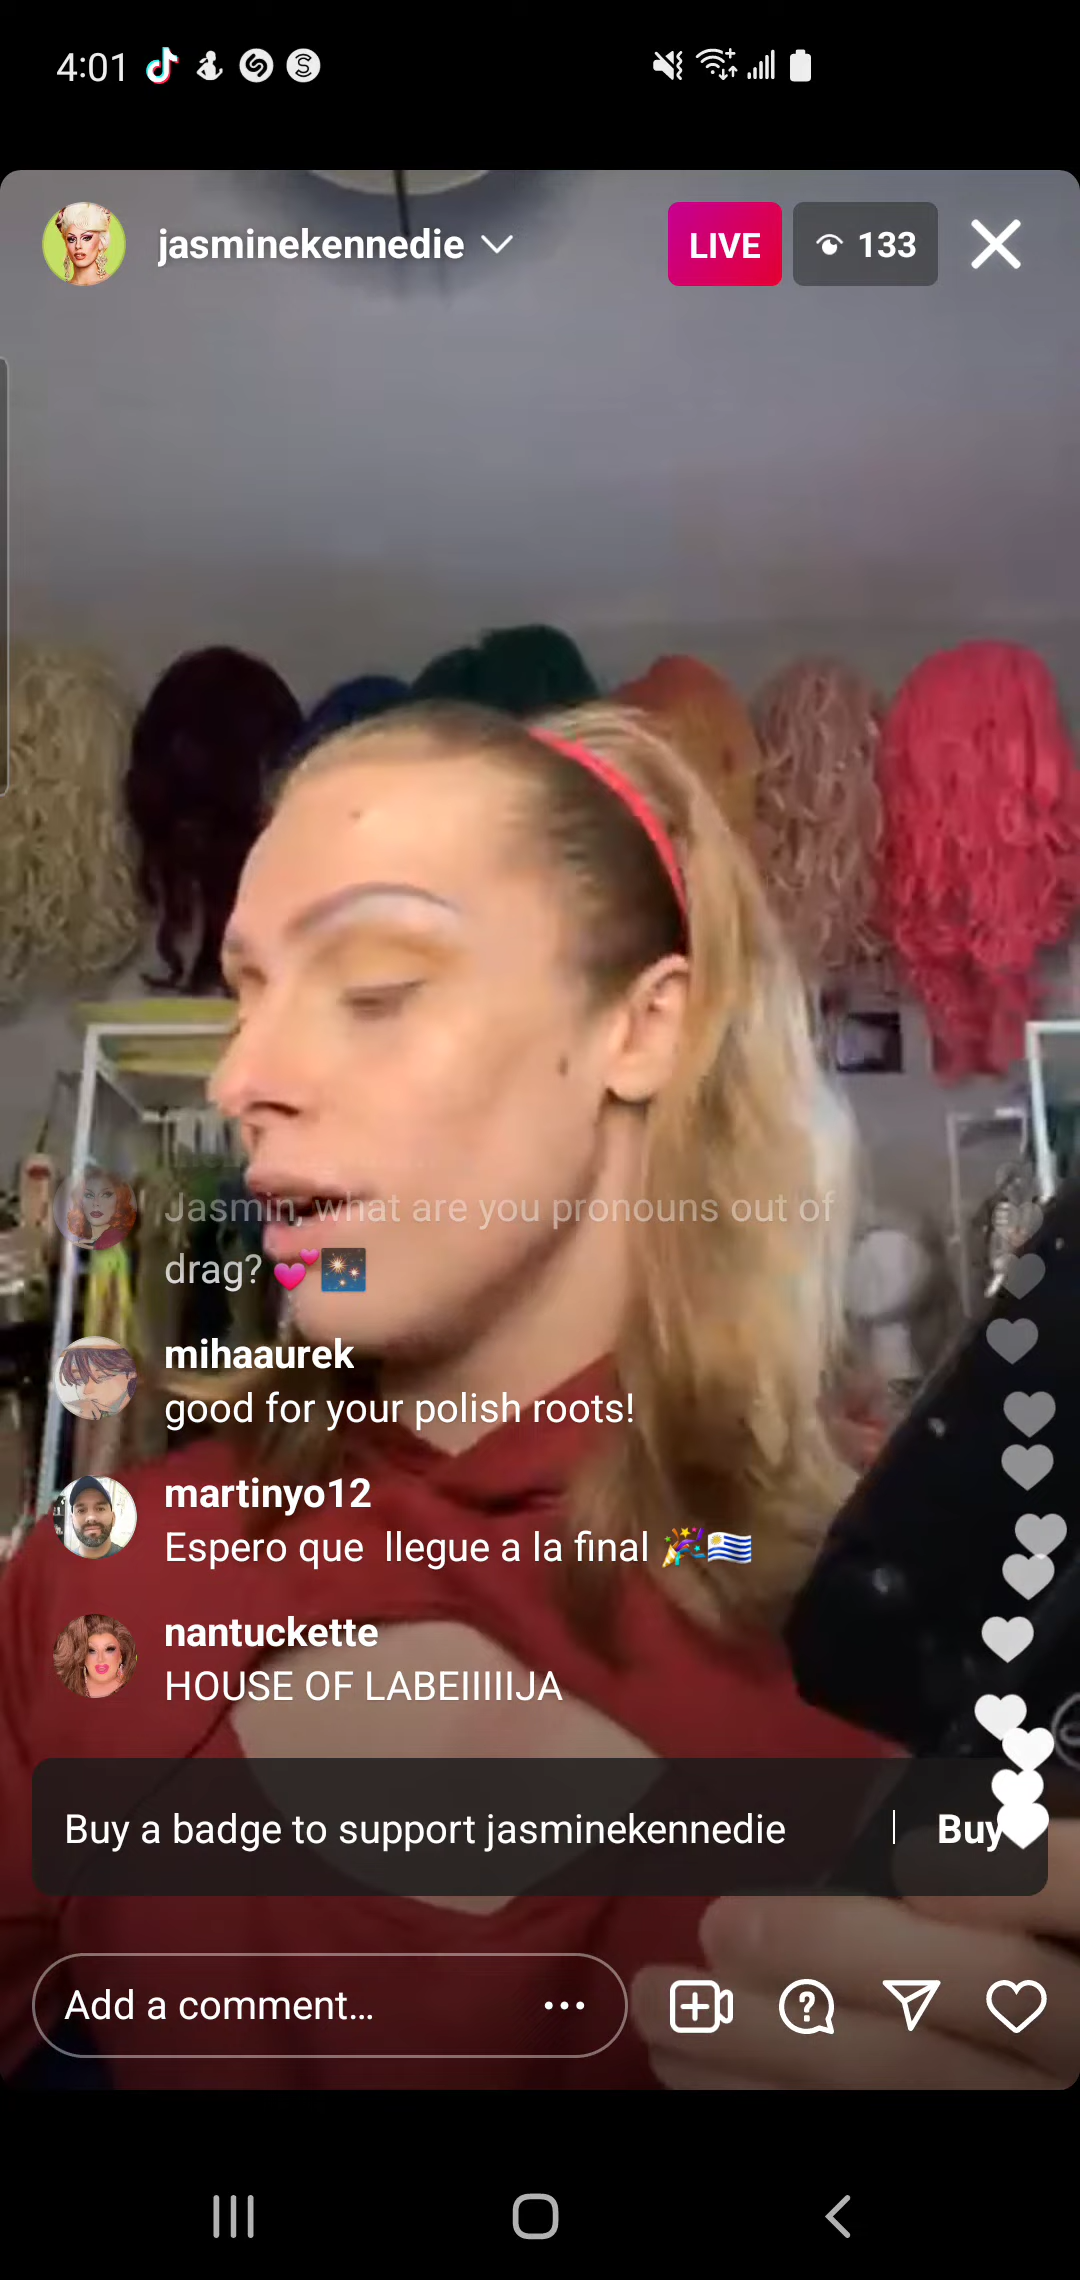 4:01
jasminekennedie
LIVE
133
Jasmin, what are you pronouns out of
drag? 💕🎇
mihaaurek
good for your polish roots!
martinyo12
Espero que  llegue a la final 🎉🇺🇾
nantuckette
HOUSE OF LABEIIIIIJA
Buy a badge to support jasminekennedie | Buy
Add a comment...